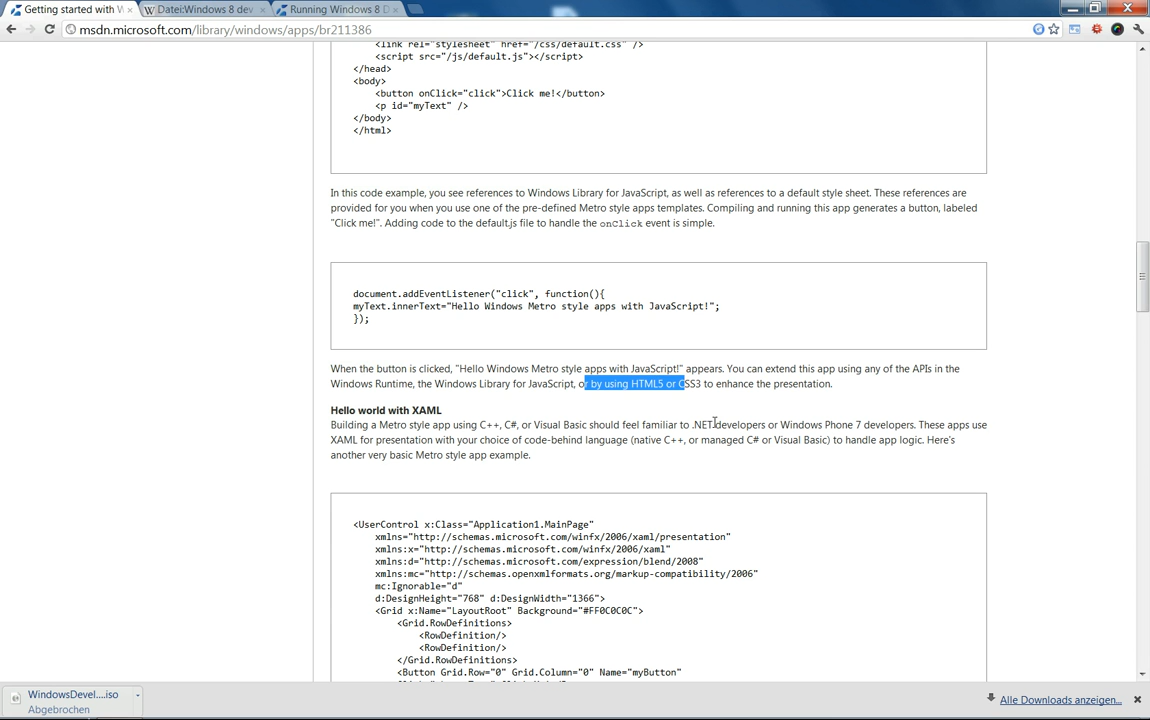 Getting started with W
Datei:Windows 8 dev
Running Windows 8 D
msdn.microsoft.com/library/windows/apps/br211386
<link rel="stylesheet" href="/css/default.css" />
<script src="/js/default.js"></script>
</head>
<body>
<button onClick="click">Click me!</button>
<p id="myText" />
</body>
</html>
In this code example, you see references to Windows Library for JavaScript, as well as references to a default style sheet. These references are
provided for you when you use one of the pre-defined Metro style apps templates. Compiling and running this app generates a button, labeled
"Click me!". Adding code to the default.js file to handle the onClick event is simple.
document.addEventListener("click", function(){
myText.innerText="Hello Windows Metro style apps with JavaScript!";
});
When the button is clicked, "Hello Windows Metro style apps with JavaScript!" appears. You can extend this app using any of the APIs in the
Windows Runtime, the Windows Library for JavaScript, or by using HTML5 or CSS3 to enhance the presentation.
Hello world with XAML
Building a Metro style app using C++, C#, or Visual Basic should feel familiar to .NET developers or Windows Phone 7 developers. These apps use
XAML for presentation with your choice of code-behind language (native C++, or managed C# or Visual Basic) to handle app logic. Here's
another very basic Metro style app example.
<UserControl x:Class="Application1.MainPage"
xmlns="http://schemas.microsoft.com/winfx/2006/xaml/presentation"
xmlns:x="http://schemas.microsoft.com/winfx/2006/xaml"
xmlns:d="http://schemas.microsoft.com/expression/blend/2008"
xmlns:mc="http://schemas.openxmlformats.org/markup-compatibility/2006"
mc:Ignorable="d"
d:DesignHeight="768" d:DesignWidth="1366">
<Grid x:Name="LayoutRoot" Background="#FF0C0C0C">
<Grid.RowDefinitions>
<RowDefinition/>
<RowDefinition/>
</Grid.RowDefinitions>
<Button Grid.Row="0" Grid.Column="0" Name="myButton"
WindowsDevel....iso
Abgebrochen
Alle Downloads anzeigen...